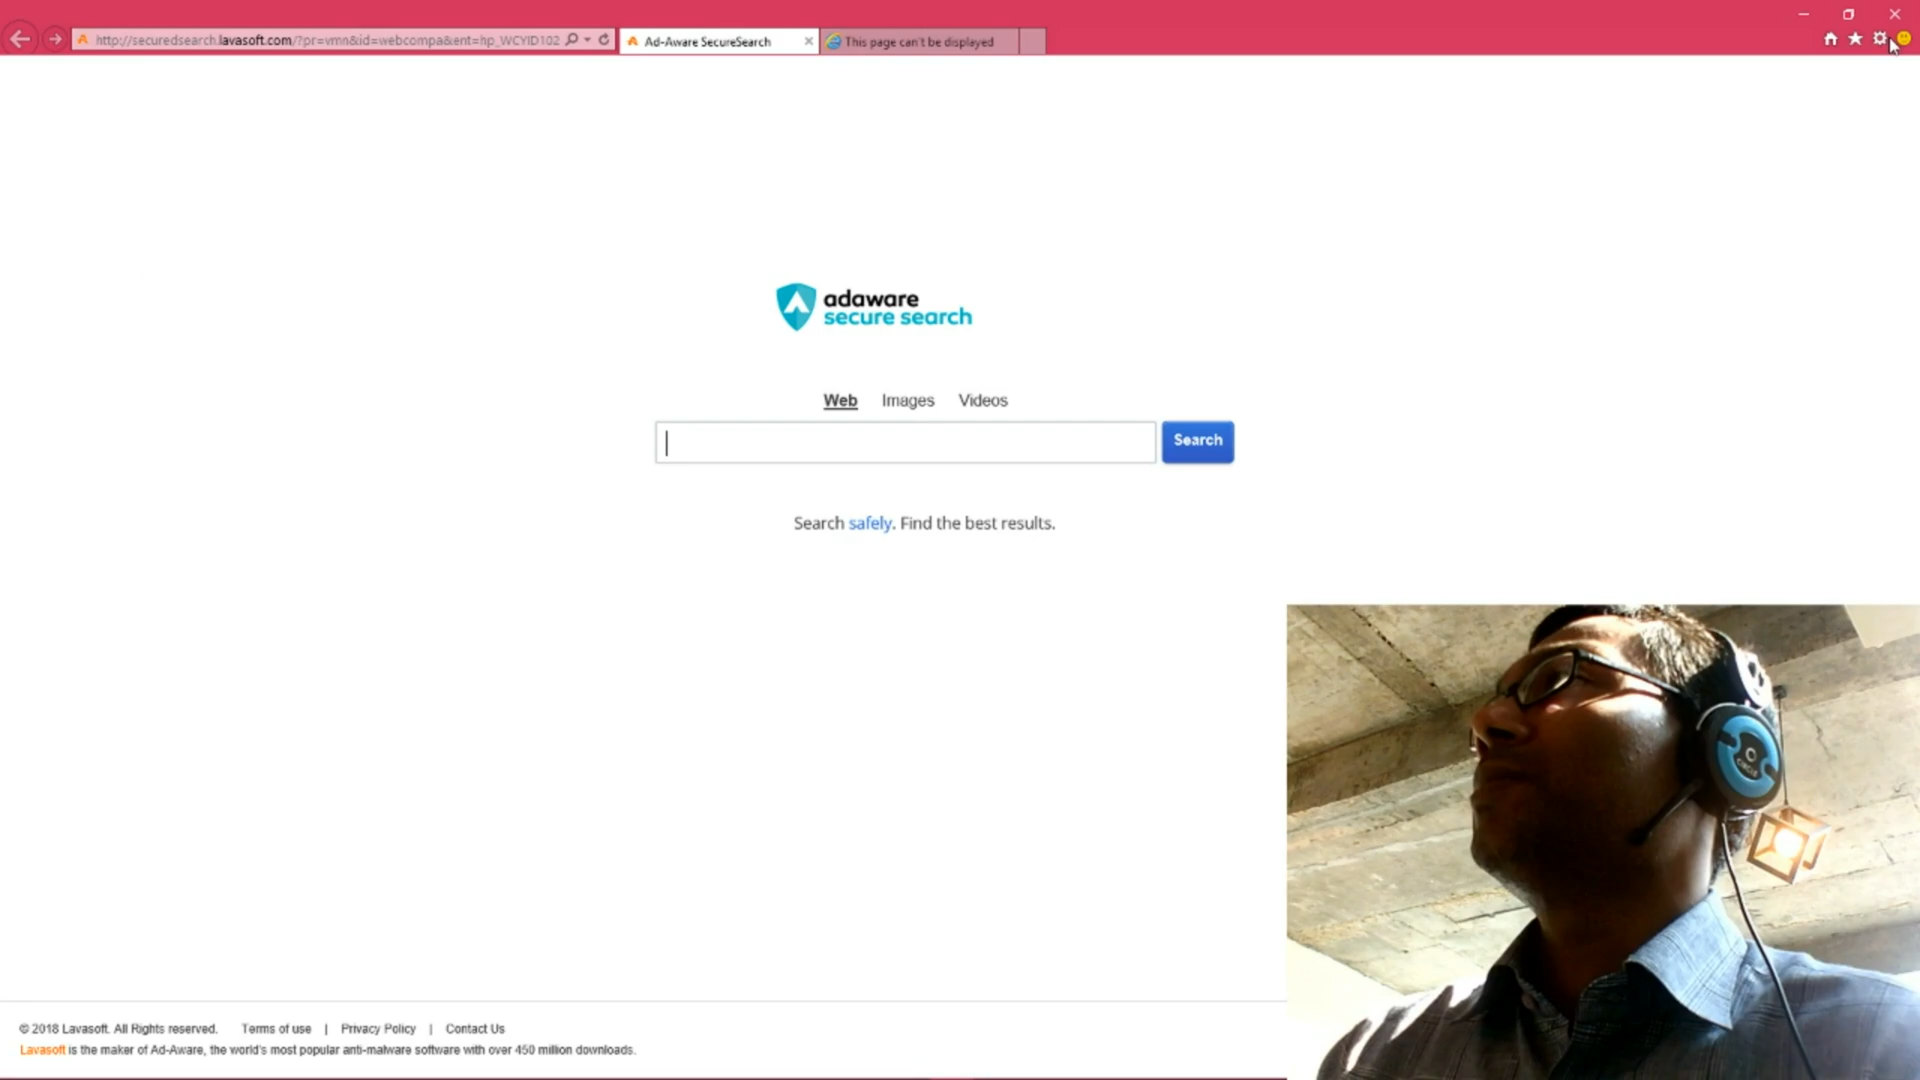 http://securedsearch.lavasoft.com/?pr=vmn&id=webcompa&ent=hp_WCYID102
Ad-Aware SecureSearch
This page can't be displayed
adaware
secure search
Web Images Videos
Search
Search safely. Find the best results.
CIRCLE
© 2018 Lavasoft. All Rights reserved. Terms of use | Privacy Policy | Contact Us
Lavasoft is the maker of Ad-Aware, the world's most popular anti-malware software with over 450 million downloads.